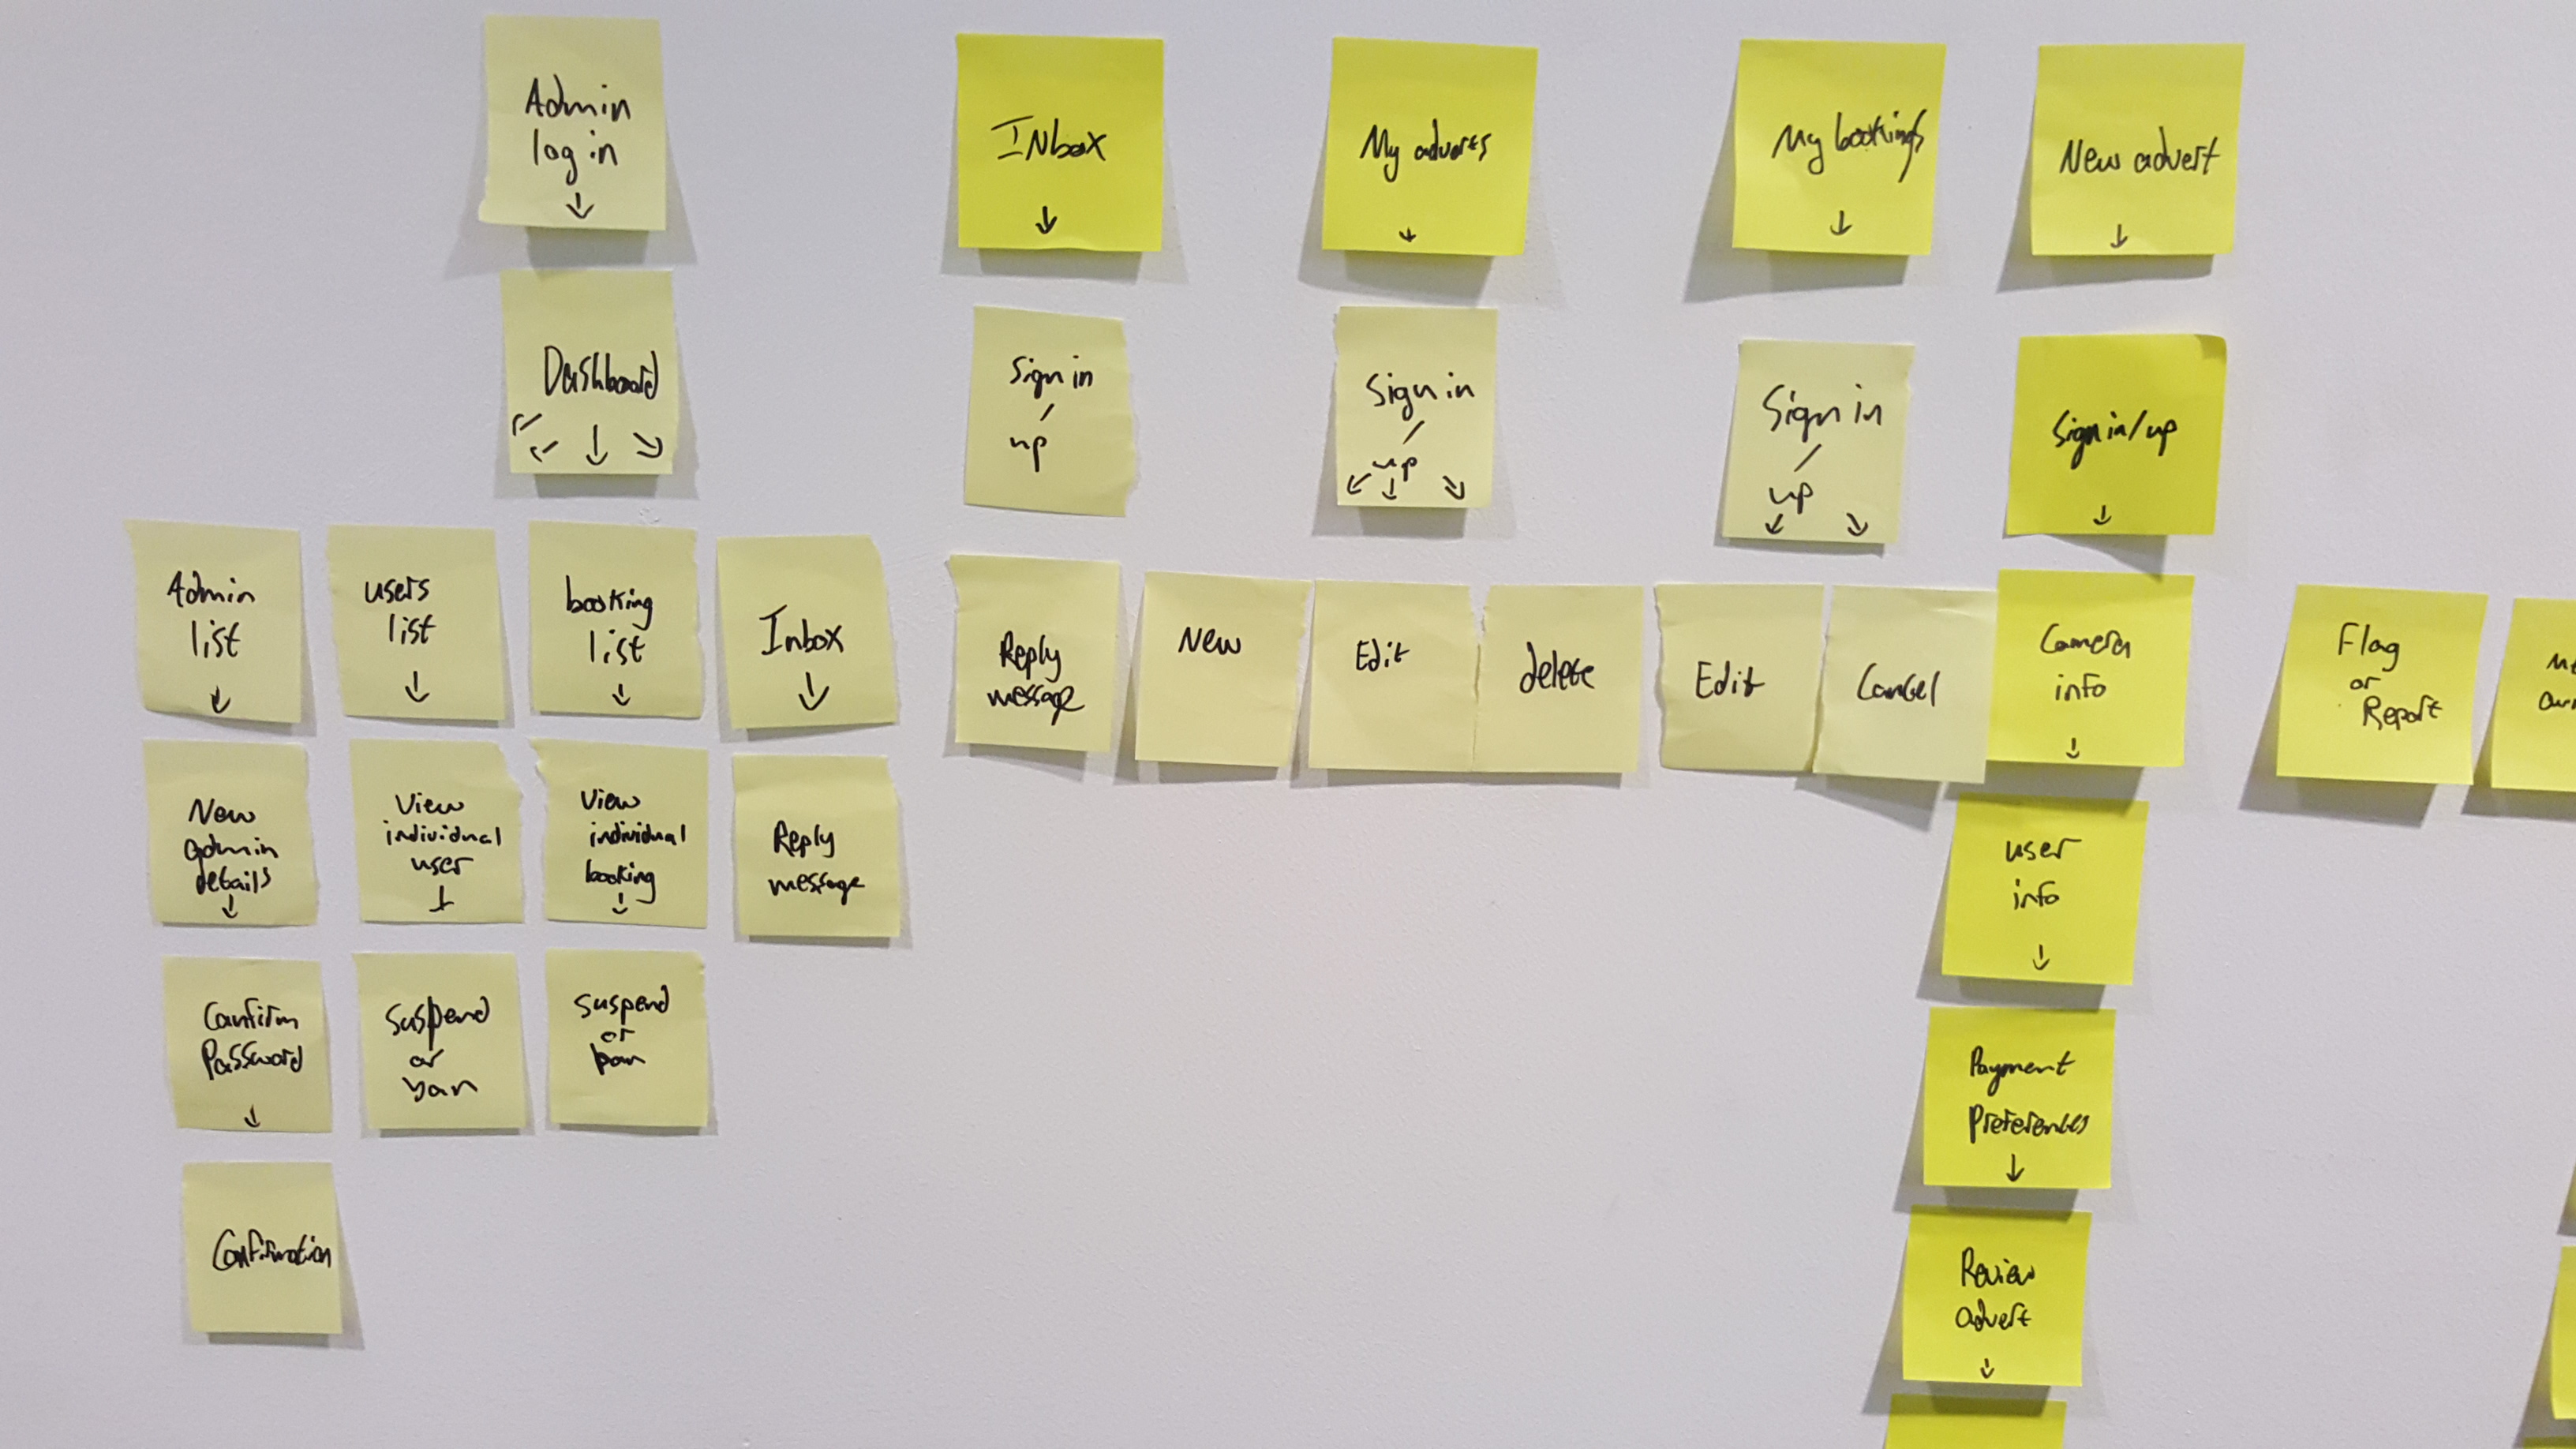 Admin
log in
INbox
My adverts
My bookings
New advert
Dashboard
Sign in
/
up
Sign in
/
up
Sign in
/
up
Sign in/up
Admin
list
users
list
booking
list
Inbox
Reply
message
New
Edit
delete
Edit
Cancel
Camera
info
Flag
or
Report
New
admin
details
View
individual
user
View
individual
booking
Reply
message
user
info
Confirm
Password
suspend
or
ban
suspend
or
ban
Payment
Preferences
Confirmation
Review
advert